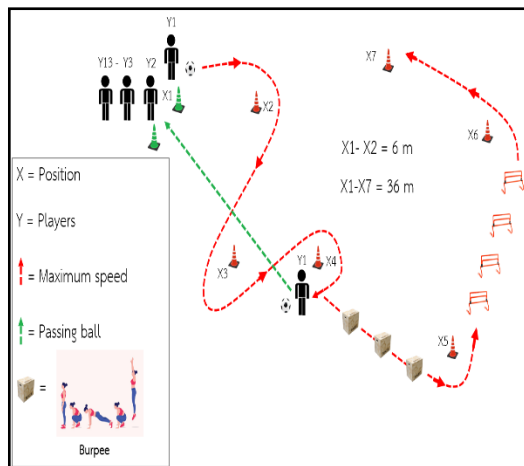 Y1
Y13 - Y3
Y2
X1
X2
X7
X6
X1- X2 = 6 m
X1-X7 = 36 m
X = Position
Y = Players
= Maximum speed
= Passing ball
=
Burpee
X3
Y1
X4
X5